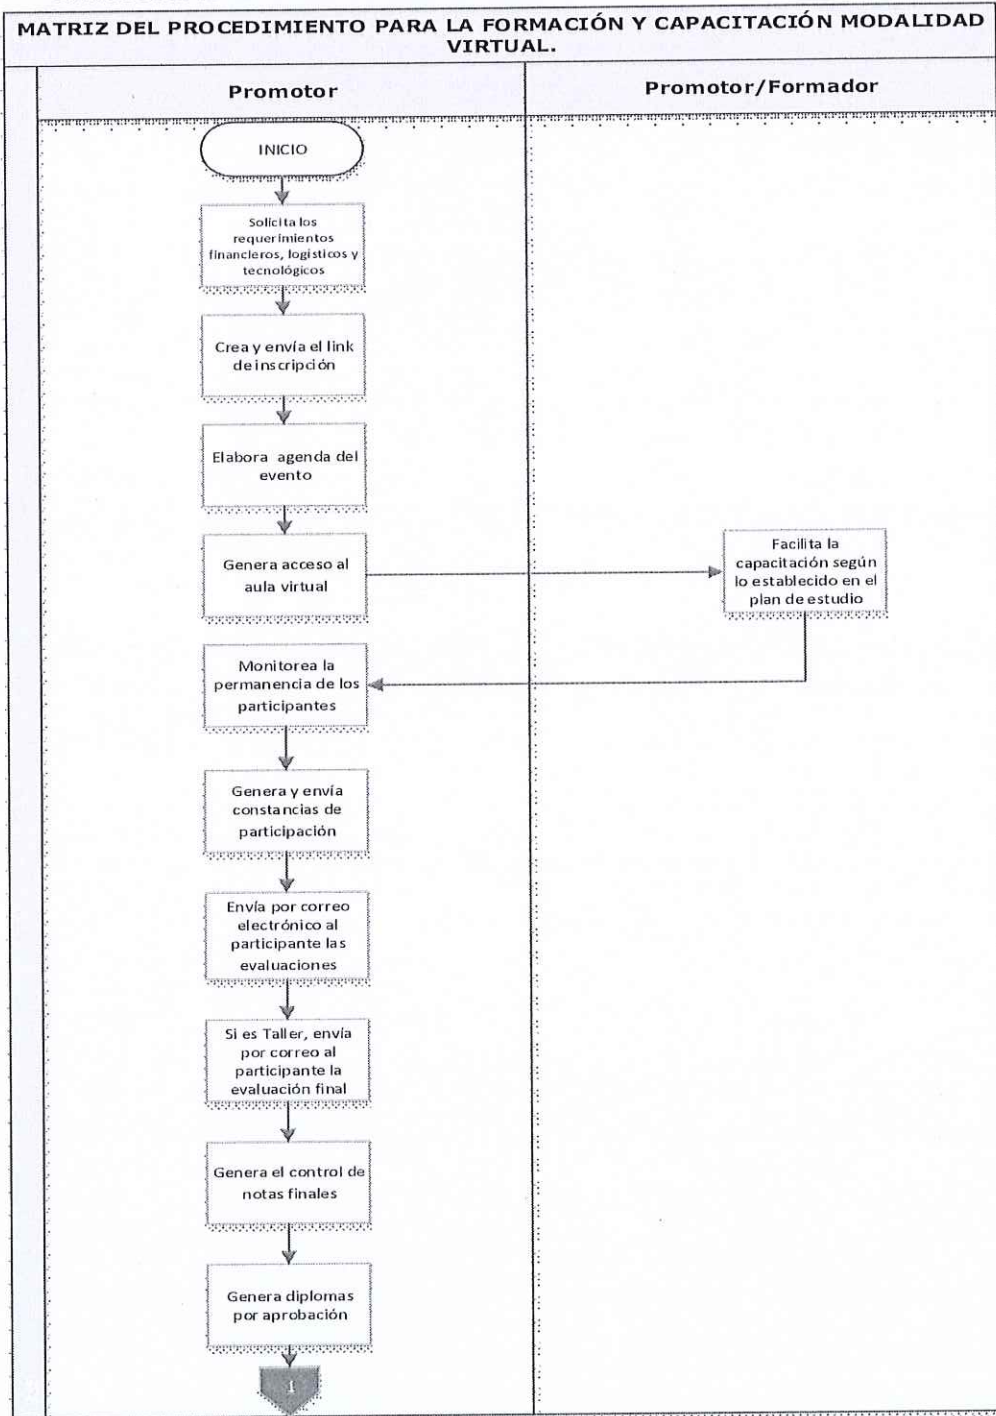 MATRIZ DEL PROCEDIMIENTO PARA LA FORMACIÓN Y CAPACITACIÓN MODALIDAD
VIRTUAL.
Promotor
Promotor/Formador
INICIO
Solicita los
requerimientos
financieros, logísticos y
tecnológicos
Crea y envía el link
de inscripción
Elabora agenda del
evento
Genera acceso al
aula virtual
Facilita la
capacitación según
lo establecido en el
plan de estudio
Monitorea la
permanencia de los
participantes
Genera y envía
constancias de
participación
Envía por correo
electrónico al
participante las
evaluaciones
Si es Taller, envía
por correo al
participante la
evaluación final
Genera el control de
notas finales
Genera diplomas
por aprobación
1